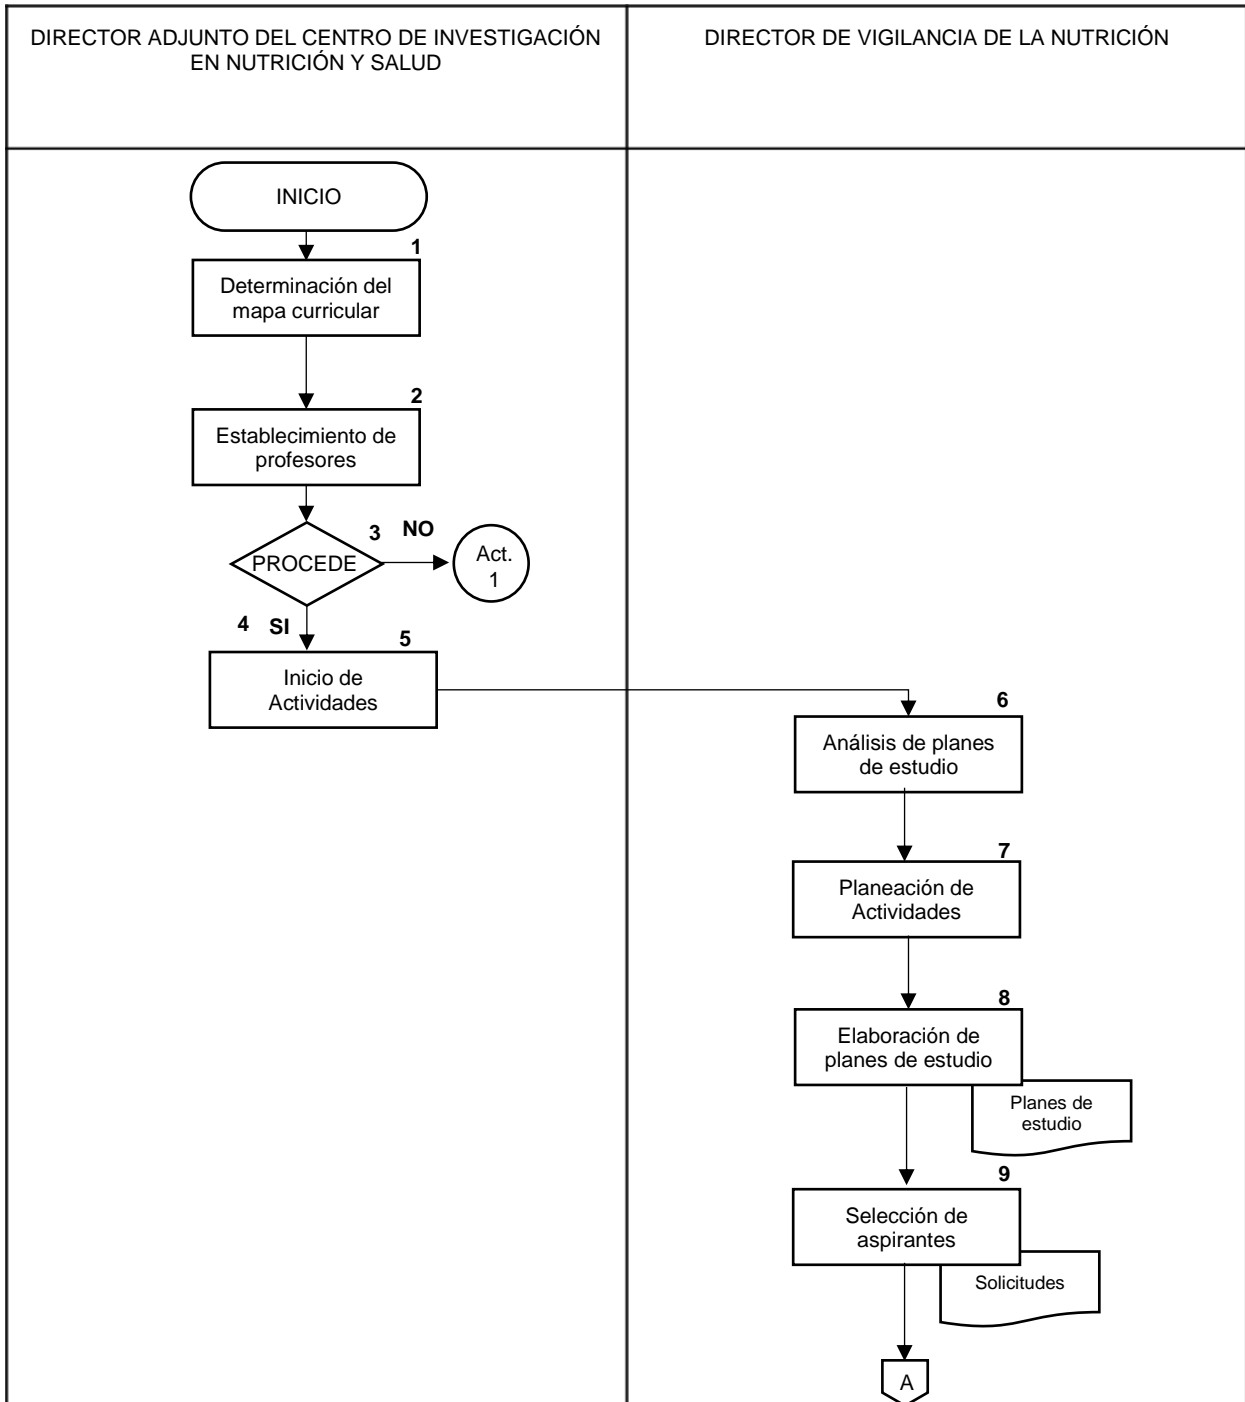 DIRECTOR ADJUNTO DEL CENTRO DE INVESTIGACIÓN
EN NUTRICIÓN Y SALUD
DIRECTOR DE VIGILANCIA DE LA NUTRICIÓN
INICIO
1
Determinación del
mapa curricular
2
Establecimiento de
profesores
3
NO
PROCEDE
Act.
1
4
SI
5
Inicio de
Actividades
6
Análisis de planes
de estudio
7
Planeación de
Actividades
8
Elaboración de
planes de estudio
Planes de
estudio
9
Selección de
aspirantes
Solicitudes
A